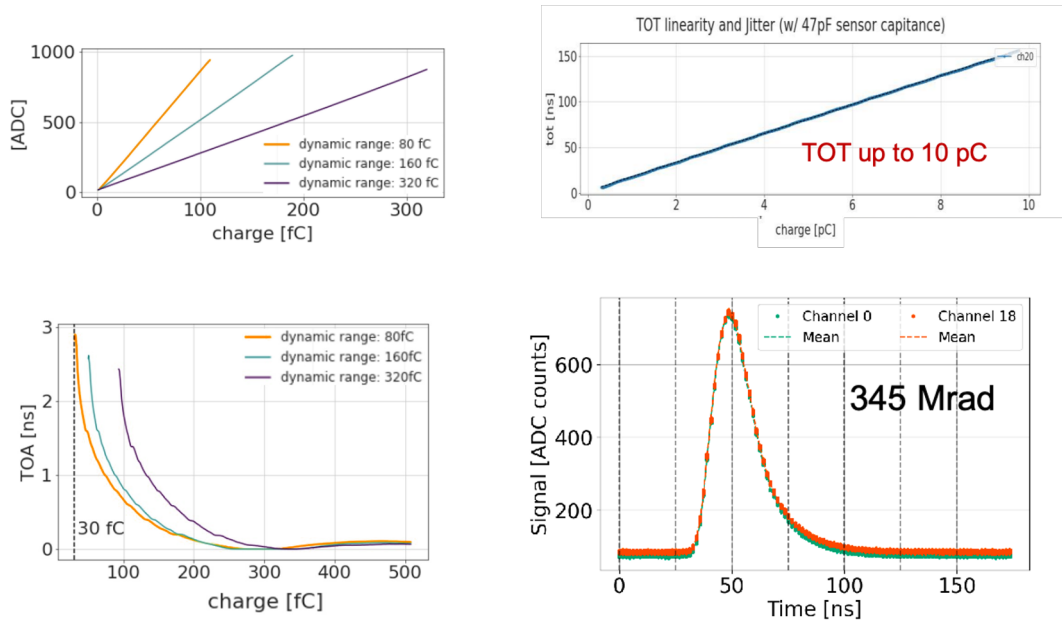 1000
500
0
[ADC]
dynamic range: 80 fC
dynamic range: 160 fC
dynamic range: 320 fC
0 100 200 300
charge [fC]
TOT linearity and Jitter (w/ 47pF sensor capitance)
150
100
50
0
tot [ns]
ch20
TOT up to 10 pC
0 2 4 6 8 10
charge [pC]
3
2
1
0
TOA [ns]
dynamic range: 80fC
dynamic range: 160fC
dynamic range: 320fC
30 fC
100 200 300 400 500
charge [fC]
600
400
200
Signal [ADC counts]
Channel 0 Channel 18
Mean Mean
345 Mrad
0 50 100 150
Time [ns]